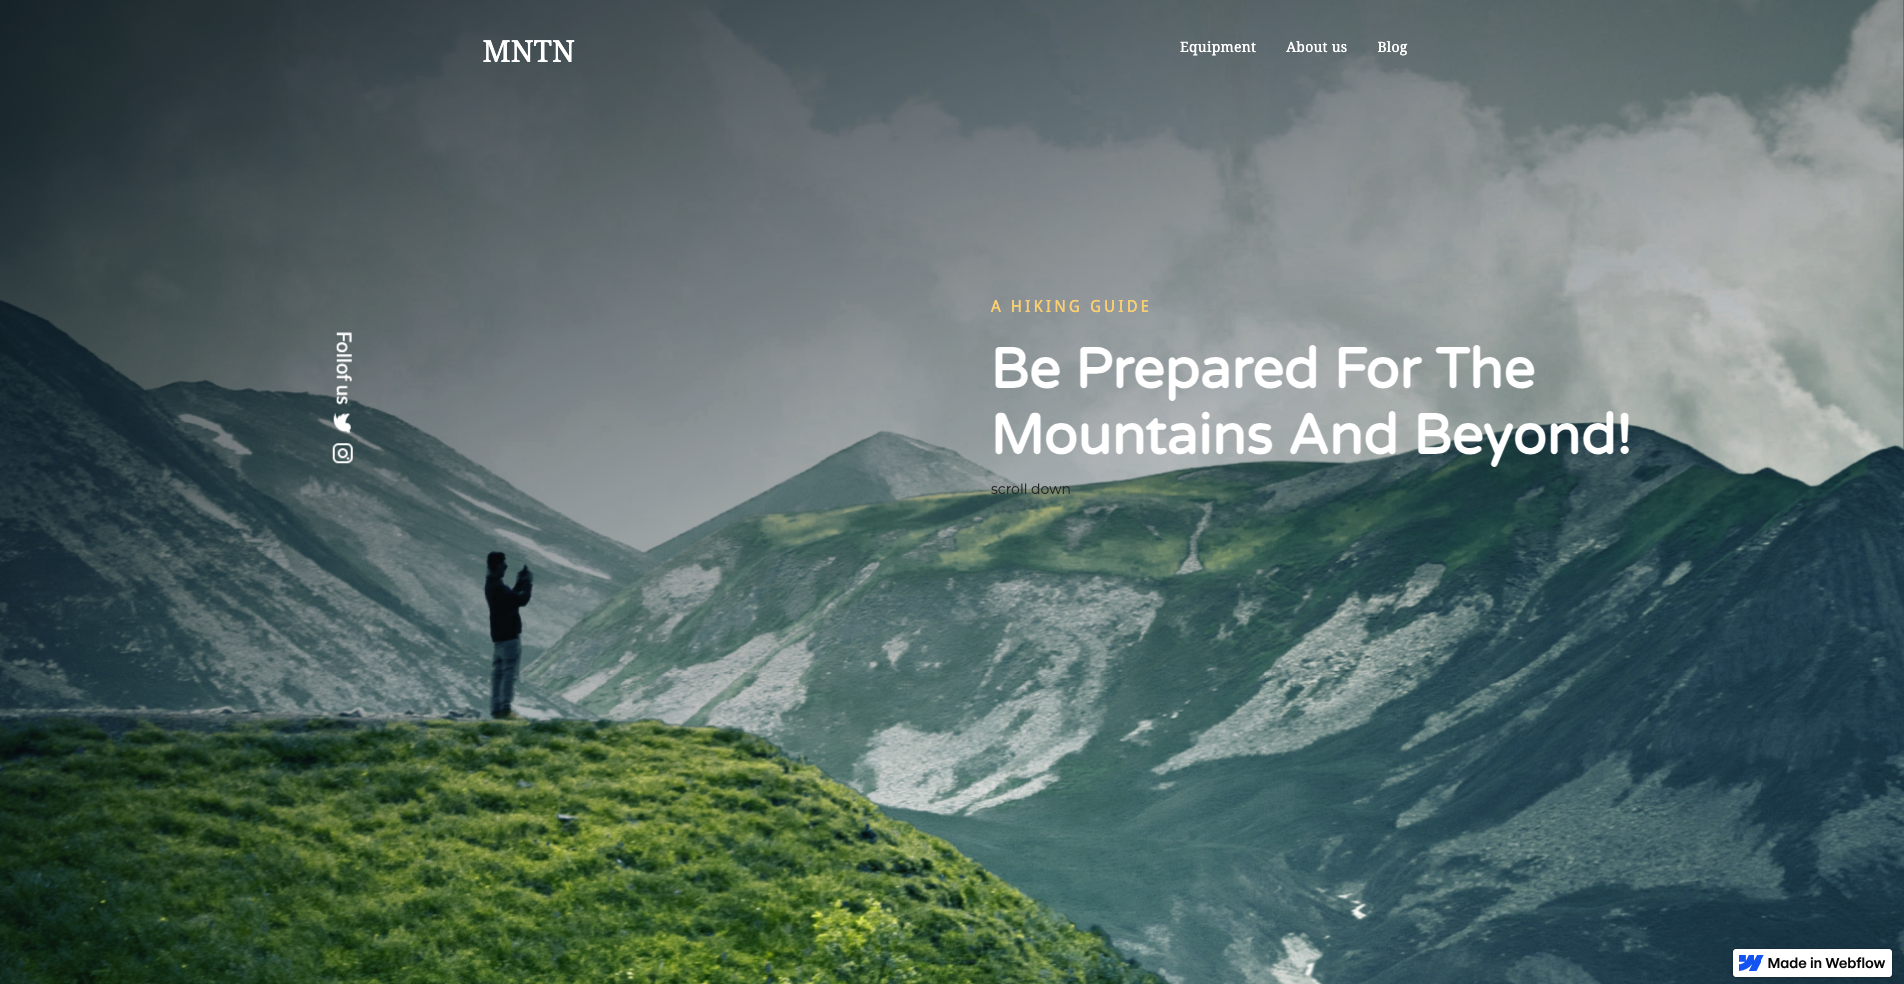 MNTN
Equipment
About us
Blog
A HIKING GUIDE
Be Prepared For The
Mountains And Beyond!
scroll down
Follof us
Made in Webflow